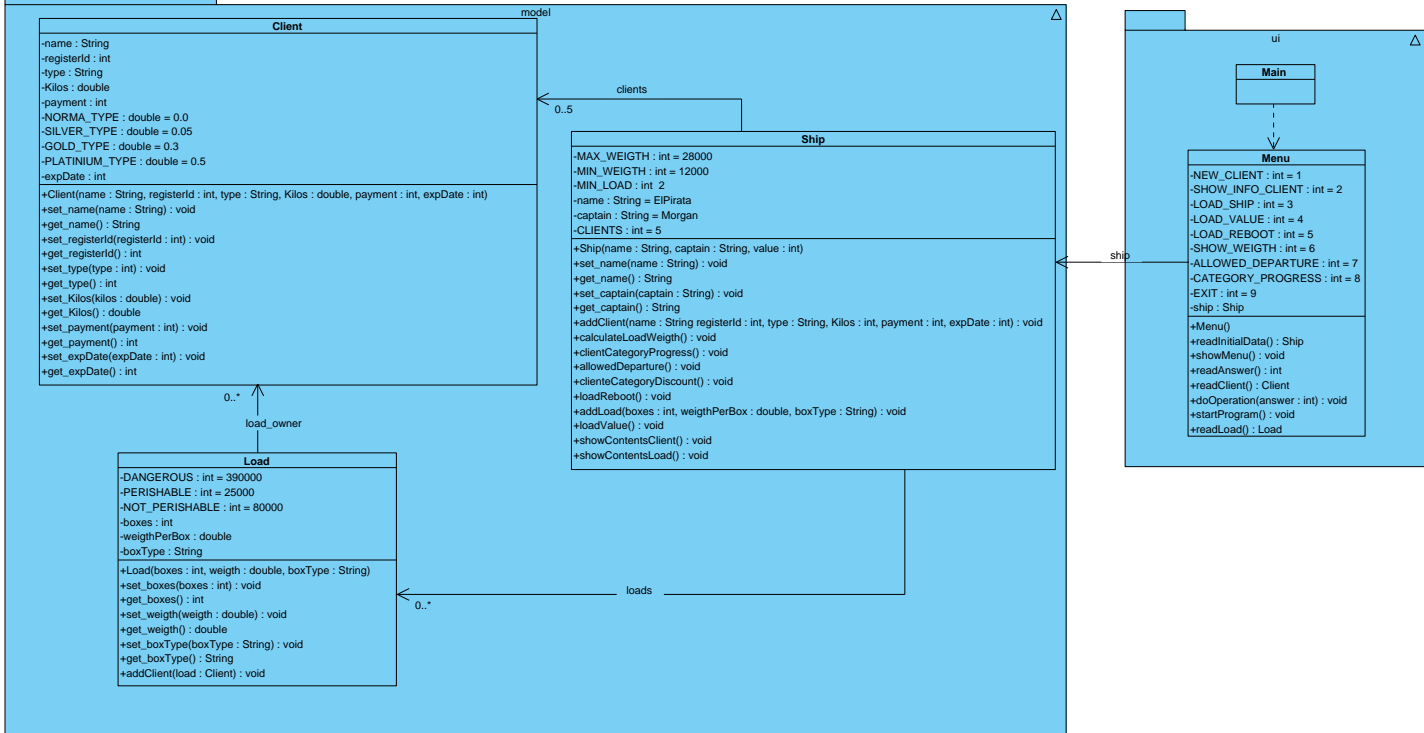 model
Client
-name : String
-registerId : int
-type : String
-Kilos : double
-payment : int
-NORMA_TYPE : double = 0.0
-SILVER_TYPE : double = 0.05
-GOLD_TYPE : double = 0.3
-PLATINIUM_TYPE : double = 0.5
-expDate : int
+Client(name : String, registerId : int, type : String, Kilos : double, payment : int, expDate : int)
+set_name(name : String) : void
+get_name() : String
+set_registerId(registerId : int) : void
+get_registerId() : int
+set_type(type : int) : void
+get_type() : int
+set_Kilos(kilos : double) : void
+get_Kilos() : double
+set_payment(payment : int) : void
+get_payment() : int
+set_expDate(expDate : int) : void
+get_expDate() : int
clients
0..5
Ship
-MAX_WEIGTH : int = 28000
-MIN_WEIGTH : int = 12000
-MIN_LOAD : int 2
-name : String = ElPirata
-captain : String = Morgan
-CLIENTS : int = 5
+Ship(name : String, captain : String, value : int)
+set_name(name : String) : void
+get_name() : String
+set_captain(captain : String) : void
+get_captain() : String
+addClient(name : String registerId : int, type : String, Kilos : int, payment : int, expDate : int) : void
+calculateLoadWeigth() : void
+clientCategoryProgress() : void
+allowedDeparture() : void
+clienteCategoryDiscount() : void
+loadReboot() : void
+addLoad(boxes : int, weigthPerBox : double, boxType : String) : void
+loadValue() : void
+showContentsClient() : void
+showContentsLoad() : void
0..*
load_owner
Load
-DANGEROUS : int = 390000
-PERISHABLE : int = 25000
-NOT_PERISHABLE : int = 80000
-boxes : int
-weigthPerBox : double
-boxType : String
+Load(boxes : int, weigth : double, boxType : String)
+set_boxes(boxes : int) : void
+get_boxes() : int
+set_weigth(weigth : double) : void
+get_weigth() : double
+set_boxType(boxType : String) : void
+get_boxType() : String
+addClient(load : Client) : void
loads
0..*
ui
Main
Menu
-NEW_CLIENT : int = 1
-SHOW_INFO_CLIENT : int = 2
-LOAD_SHIP : int = 3
-LOAD_VALUE : int = 4
-LOAD_REBOOT : int = 5
-SHOW_WEIGTH : int = 6
-ALLOWED_DEPARTURE : int = 7
-CATEGORY_PROGRESS : int = 8
-EXIT : int = 9
-ship : Ship
+Menu()
+readInitialData() : Ship
+showMenu() : void
+readAnswer() : int
+readClient() : Client
+doOperation(answer : int) : void
+startProgram() : void
+readLoad() : Load
ship